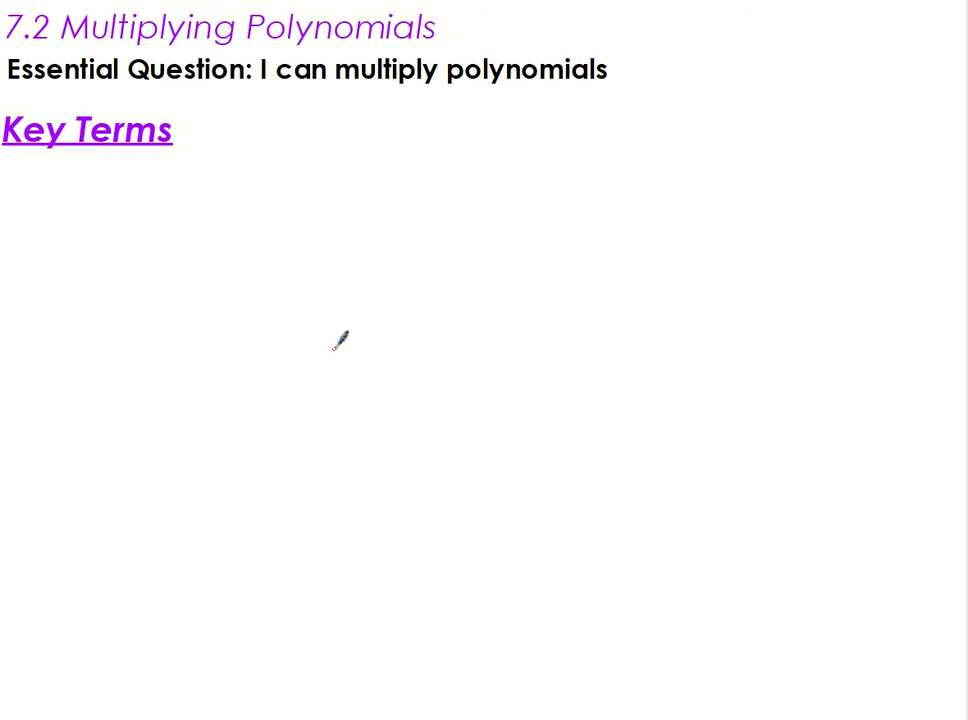 7.2 Multiplying Polynomials
Essential Question: I can multiply polynomials
Key Terms